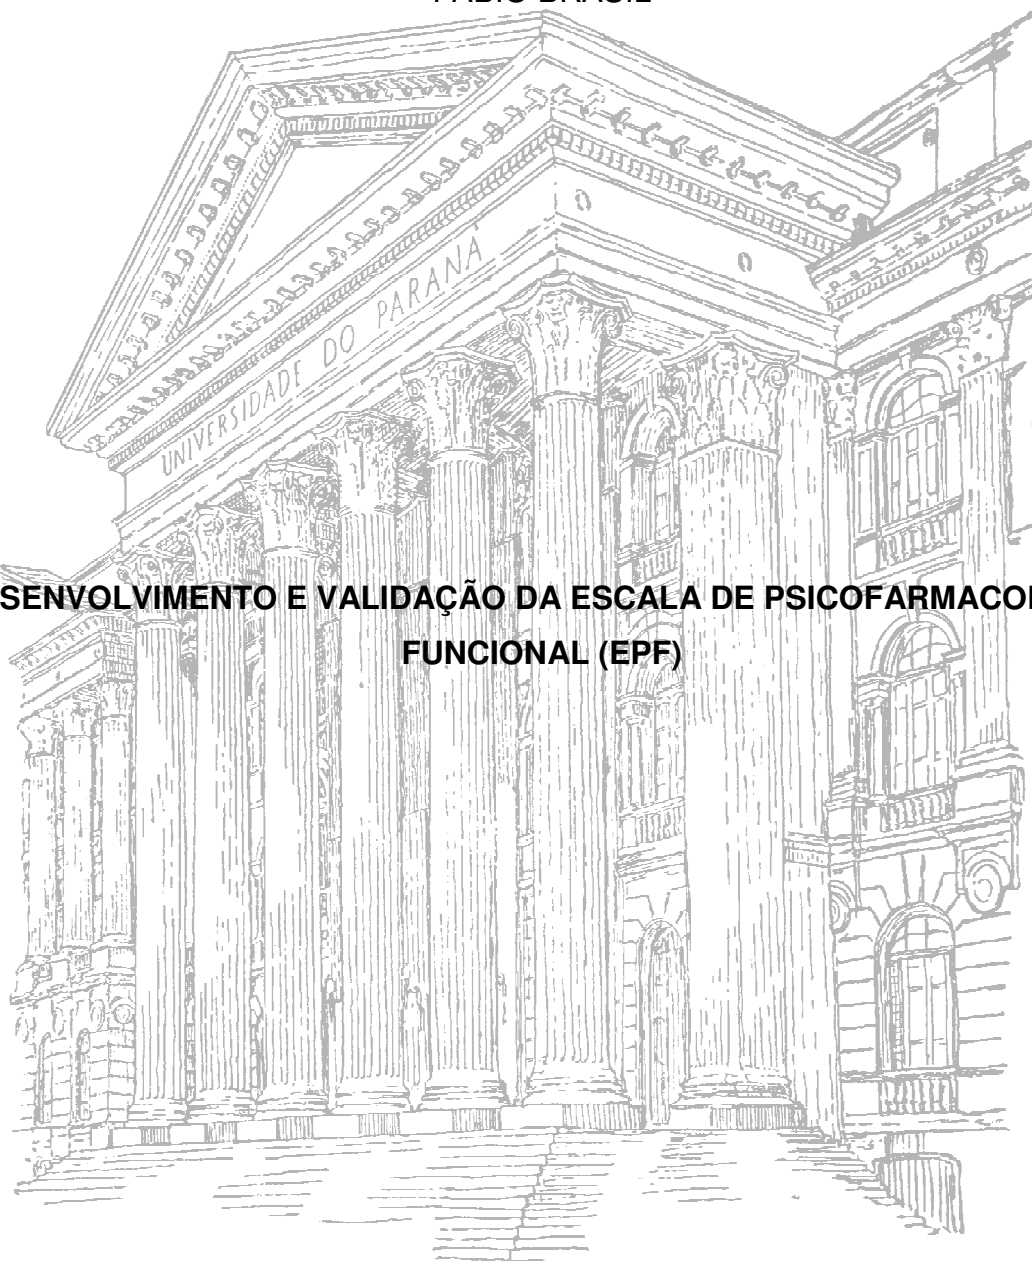 FABIO BRASIL
UNIVERSIDADE DO PARANÁ
SENVOLVIMENTO E VALIDAÇÃO DA ESCALA DE PSICOFARMACO
FUNCIONAL (EPF)